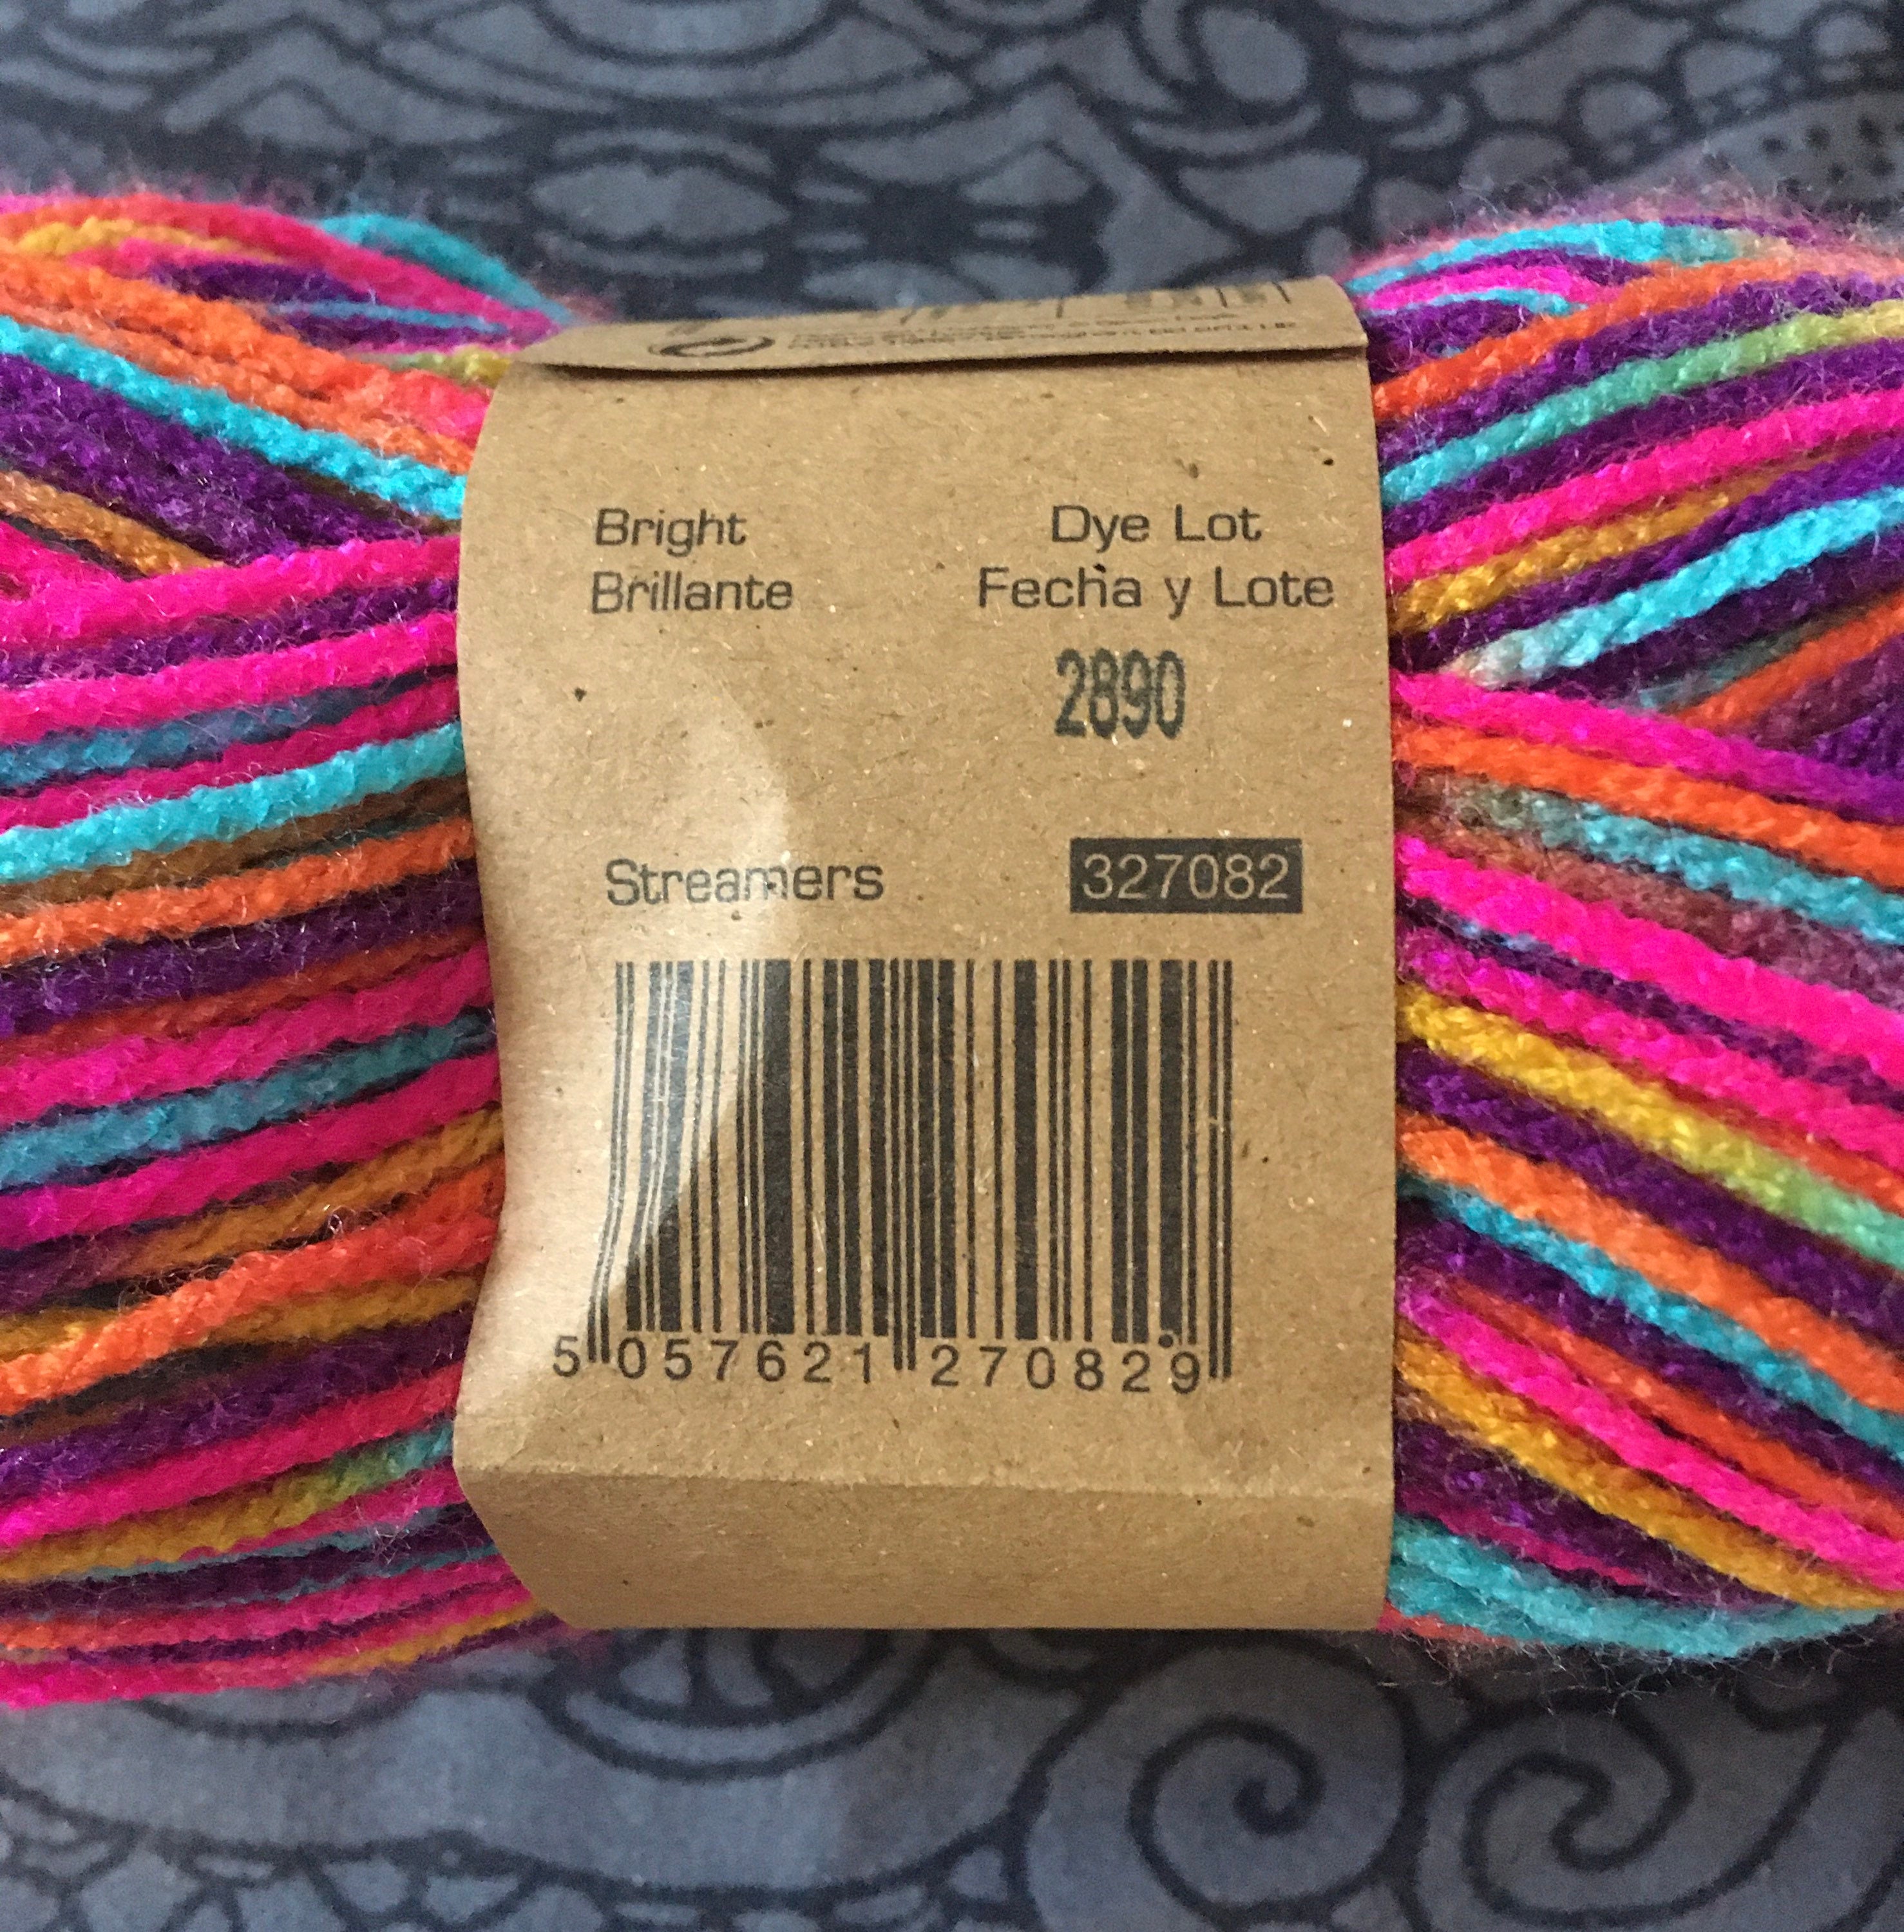 Bright
Brillante
Dye Lot
Fecha y Lote
2890
Streamers
327082
5 057621 270829